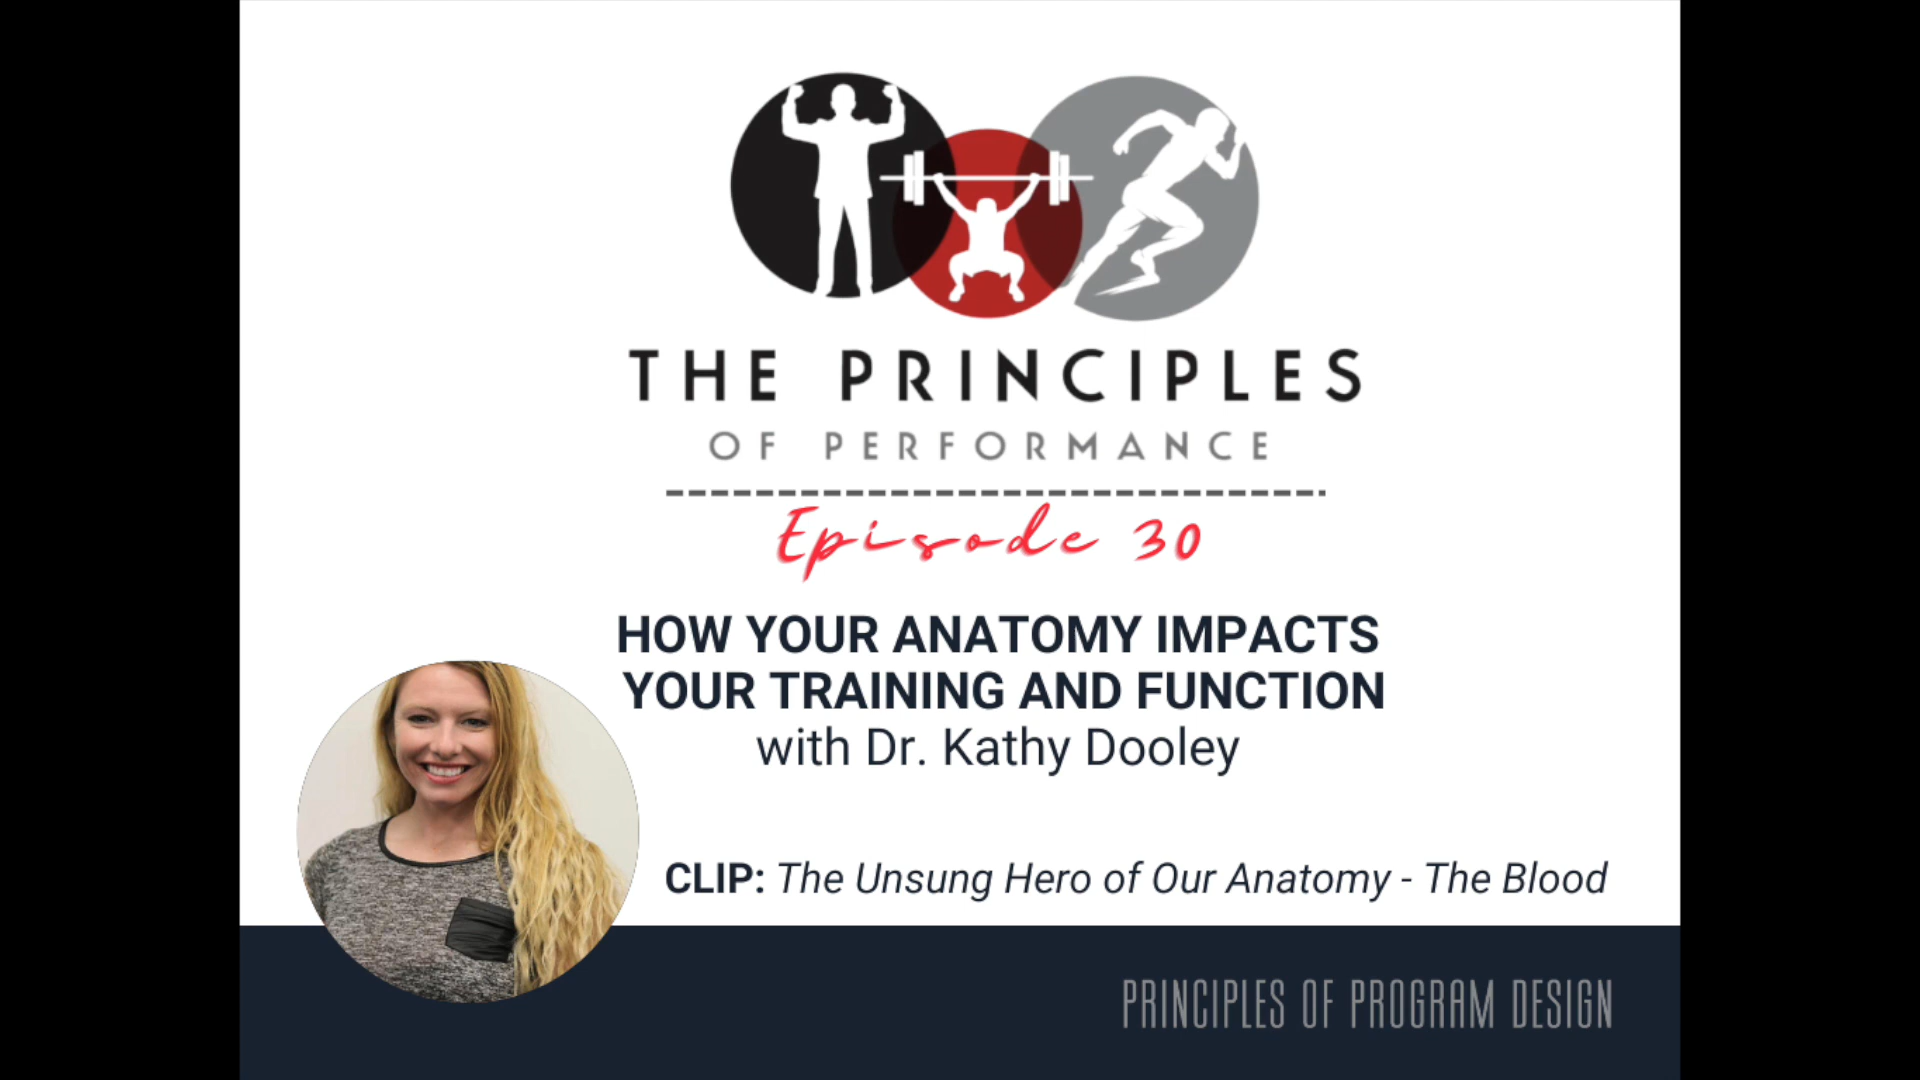 THE PRINCIPLES
OF PERFORMANCE
Episode 30
HOW YOUR ANATOMY IMPACTS
YOUR TRAINING AND FUNCTION
with Dr. Kathy Dooley
CLIP: The Unsung Hero of Our Anatomy - The Blood
PRINCIPLES OF PROGRAM DESIGN